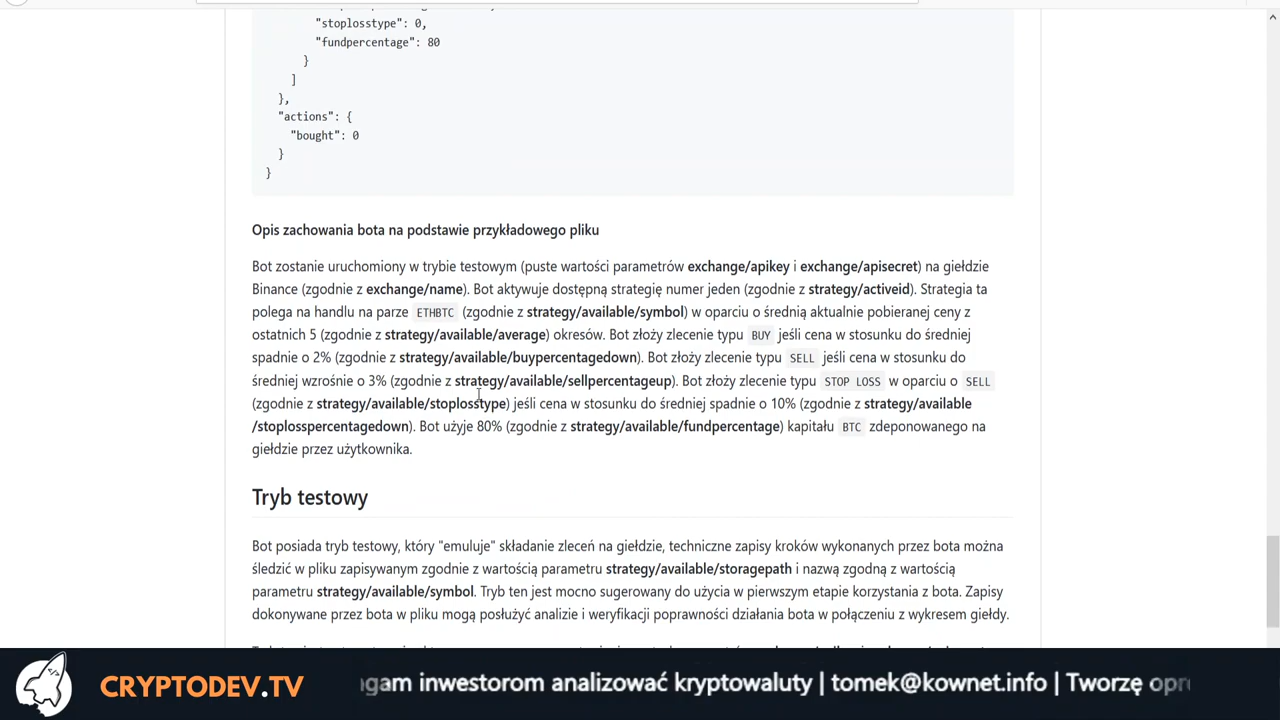 "stoplosstype": 0,
"fundpercentage": 80
}
]
},
"actions": {
"bought": 0
}
}
Opis zachowania bota na podstawie przykładowego pliku
Bot zostanie uruchomiony w trybie testowym (puste wartości parametrów exchange/apikey i exchange/apisecret) na giełdzie
Binance (zgodnie z exchange/name). Bot aktywuje dostępną strategię numer jeden (zgodnie z strategy/activeid). Strategia ta
polega na handlu na parze ETHBTC (zgodnie z strategy/available/symbol) w oparciu o średnią aktualnie pobieranej ceny z
ostatnich 5 (zgodnie z strategy/available/average) okresów. Bot złoży zlecenie typu BUY jeśli cena w stosunku do średniej
spadnie o 2% (zgodnie z strategy/available/buypercentagedown). Bot złoży zlecenie typu SELL jeśli cena w stosunku do
średniej wzrośnie o 3% (zgodnie z strategy/available/sellpercentageup). Bot złoży zlecenie typu STOP LOSS w oparciu o SELL
(zgodnie z strategy/available/stoplosstype) jeśli cena w stosunku do średniej spadnie o 10% (zgodnie z strategy/available
/stoplosspercentagedown). Bot użyje 80% (zgodnie z strategy/available/fundpercentage) kapitału BTC zdeponowanego na
giełdzie przez użytkownika.
Tryb testowy
Bot posiada tryb testowy, który "emuluje" składanie zleceń na giełdzie, techniczne zapisy kroków wykonanych przez bota można
śledzić w pliku zapisywanym zgodnie z wartością parametru strategy/available/storagepath i nazwą zgodną z wartością
parametru strategy/available/symbol. Tryb ten jest mocno sugerowany do użycia w pierwszym etapie korzystania z bota. Zapisy
dokonywane przez bota w pliku mogą posłużyć analizie i weryfikacji poprawności działania bota w połączeniu z wykresem giełdy.
CRYPTODEV.TV
inwestorom analizować kryptowaluty | tomek@kownet.info | Tworzę